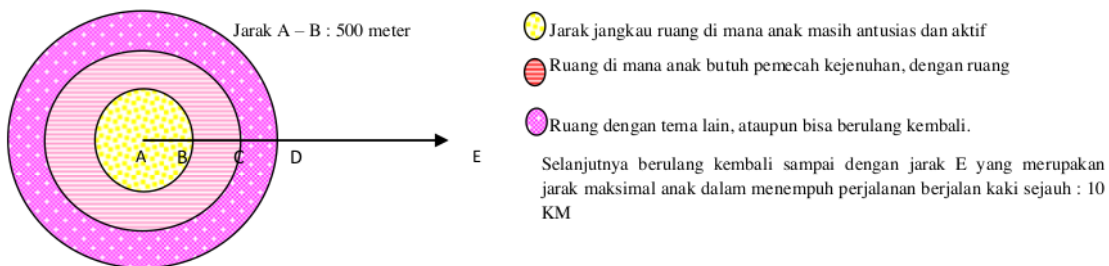 Jarak A – B : 500 meter
A B C D E
Jarak jangkau ruang di mana anak masih antusias dan aktif
Ruang di mana anak butuh pemecah kejenuhan, dengan ruang
Ruang dengan tema lain, ataupun bisa berulang kembali.
Selanjutnya berulang kembali sampai dengan jarak E yang merupakan
jarak maksimal anak dalam menempuh perjalanan berjalan kaki sejauh : 10
KM